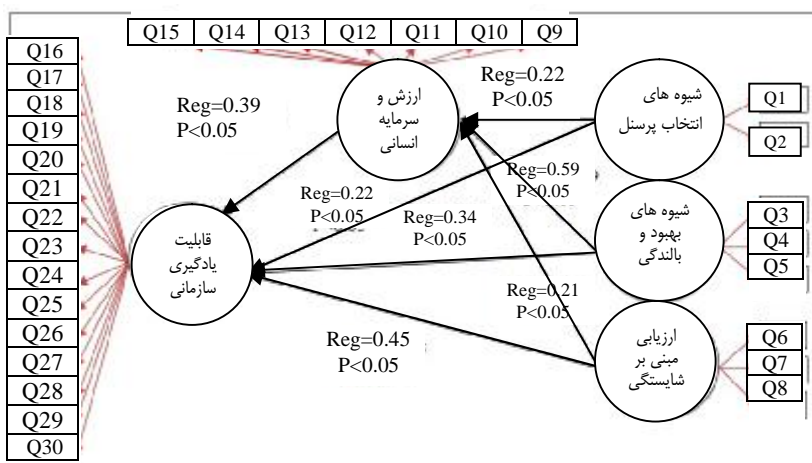 Q15 Q14 Q13 Q12 Q11 Q10 Q9
Q16
Q17
Q18
Q19
Q20
Q21
Q22
Q23
Q24
Q25
Q26
Q27
Q28
Q29
Q30
Reg=0.39
P<0.05
ارزش و
سرمایه
انسانی
Reg=0.22
P<0.05
شیوه های
انتخاب پرسنل
Q1
Q2
Reg=0.59
P<0.05
Reg=0.22
P<0.05
Reg=0.34
P<0.05
قابلیت
یادگیری
سازمانی
شیوه های
بهبود و
بالندگی
Q3
Q4
Q5
Reg=0.21
P<0.05
Reg=0.45
P<0.05
ارزیابی
مبنی بر
شایستگی
Q6
Q7
Q8